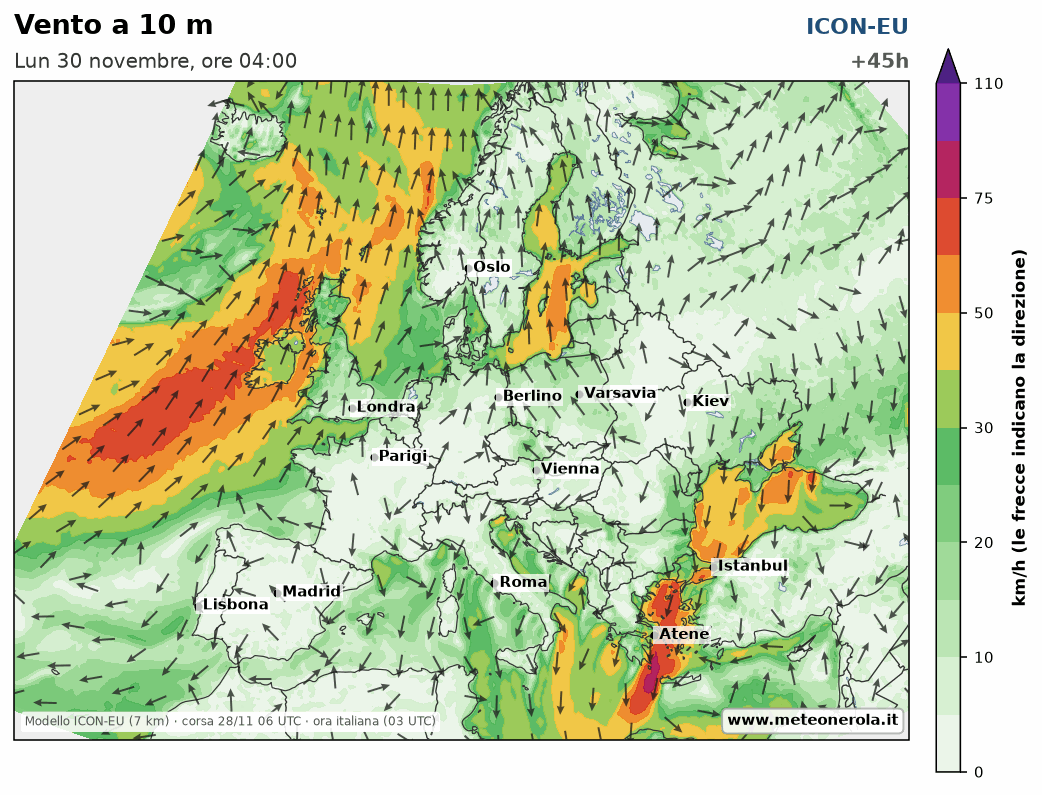 Vento a 10 m
ICON-EU
Lun 30 novembre, ore 04:00
+45h
110
75
50
30
20
10
0
km/h (le frecce indicano la direzione)
Oslo
Londra
Berlino
Varsavia
Kiev
Parigi
Vienna
Istanbul
Roma
Madrid
Lisbona
Atene
Modello ICON-EU (7 km) · corsa 28/11 06 UTC · ora italiana (03 UTC)
www.meteonerola.it